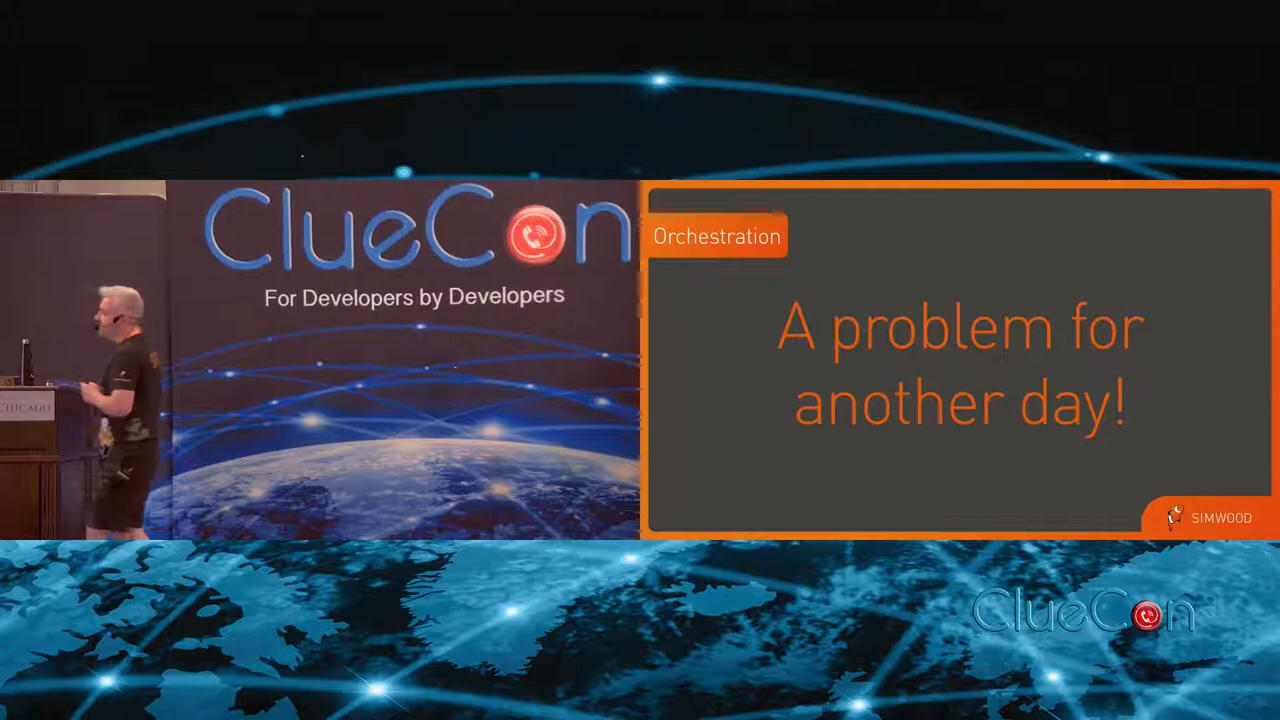 ClueCon
For Developers by Developers
CHICAGO
Orchestration
A problem for
another day!
SIMWOOD
ClueCon